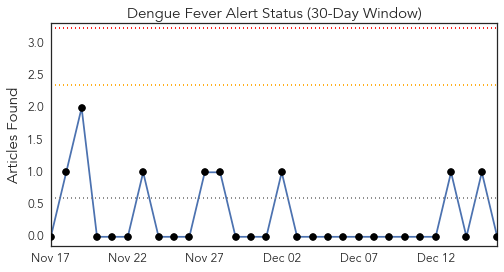 Dengue Fever Alert Status (30-Day Window)
Articles Found
3.0
2.5
2.0
1.5
1.0
0.5
0.0
Nov 17 Nov 22 Nov 27 Dec 02 Dec 07 Dec 12